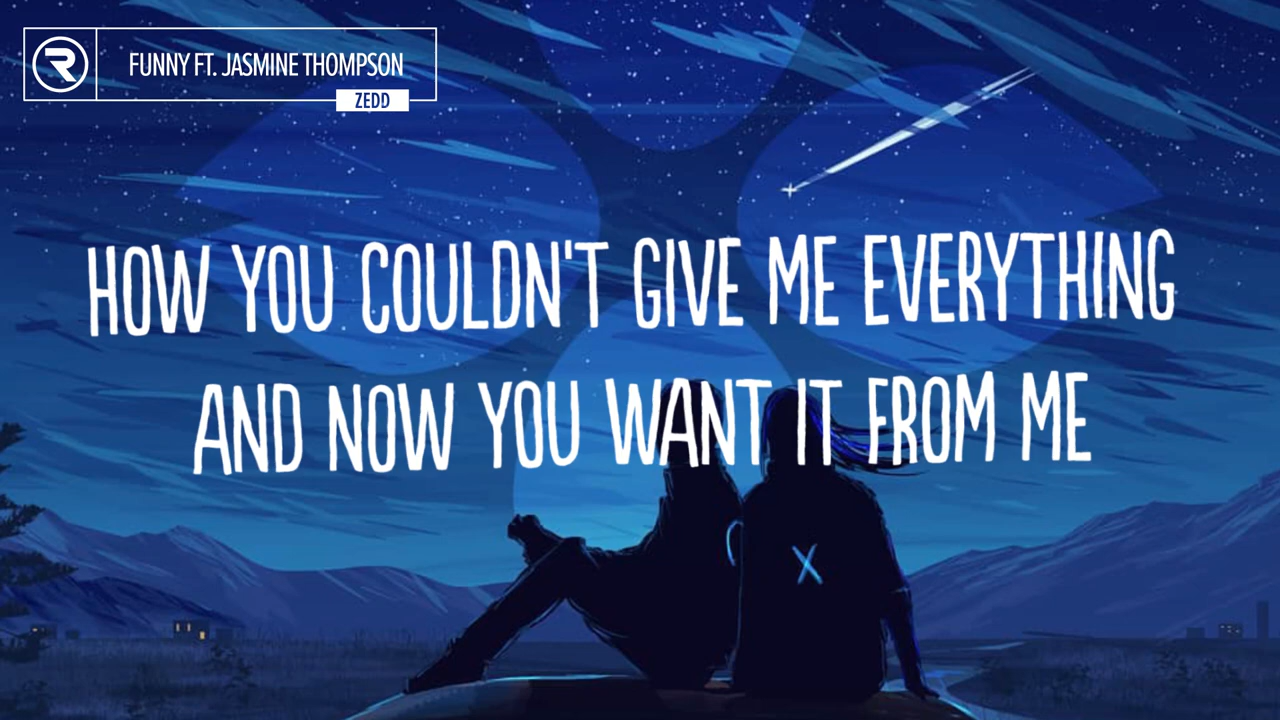 FUNNY FT. JASMINE THOMPSON
ZEDD
HOW YOU COULDN'T GIVE ME EVERYTHING
AND NOW YOU WANT IT FROM ME
X